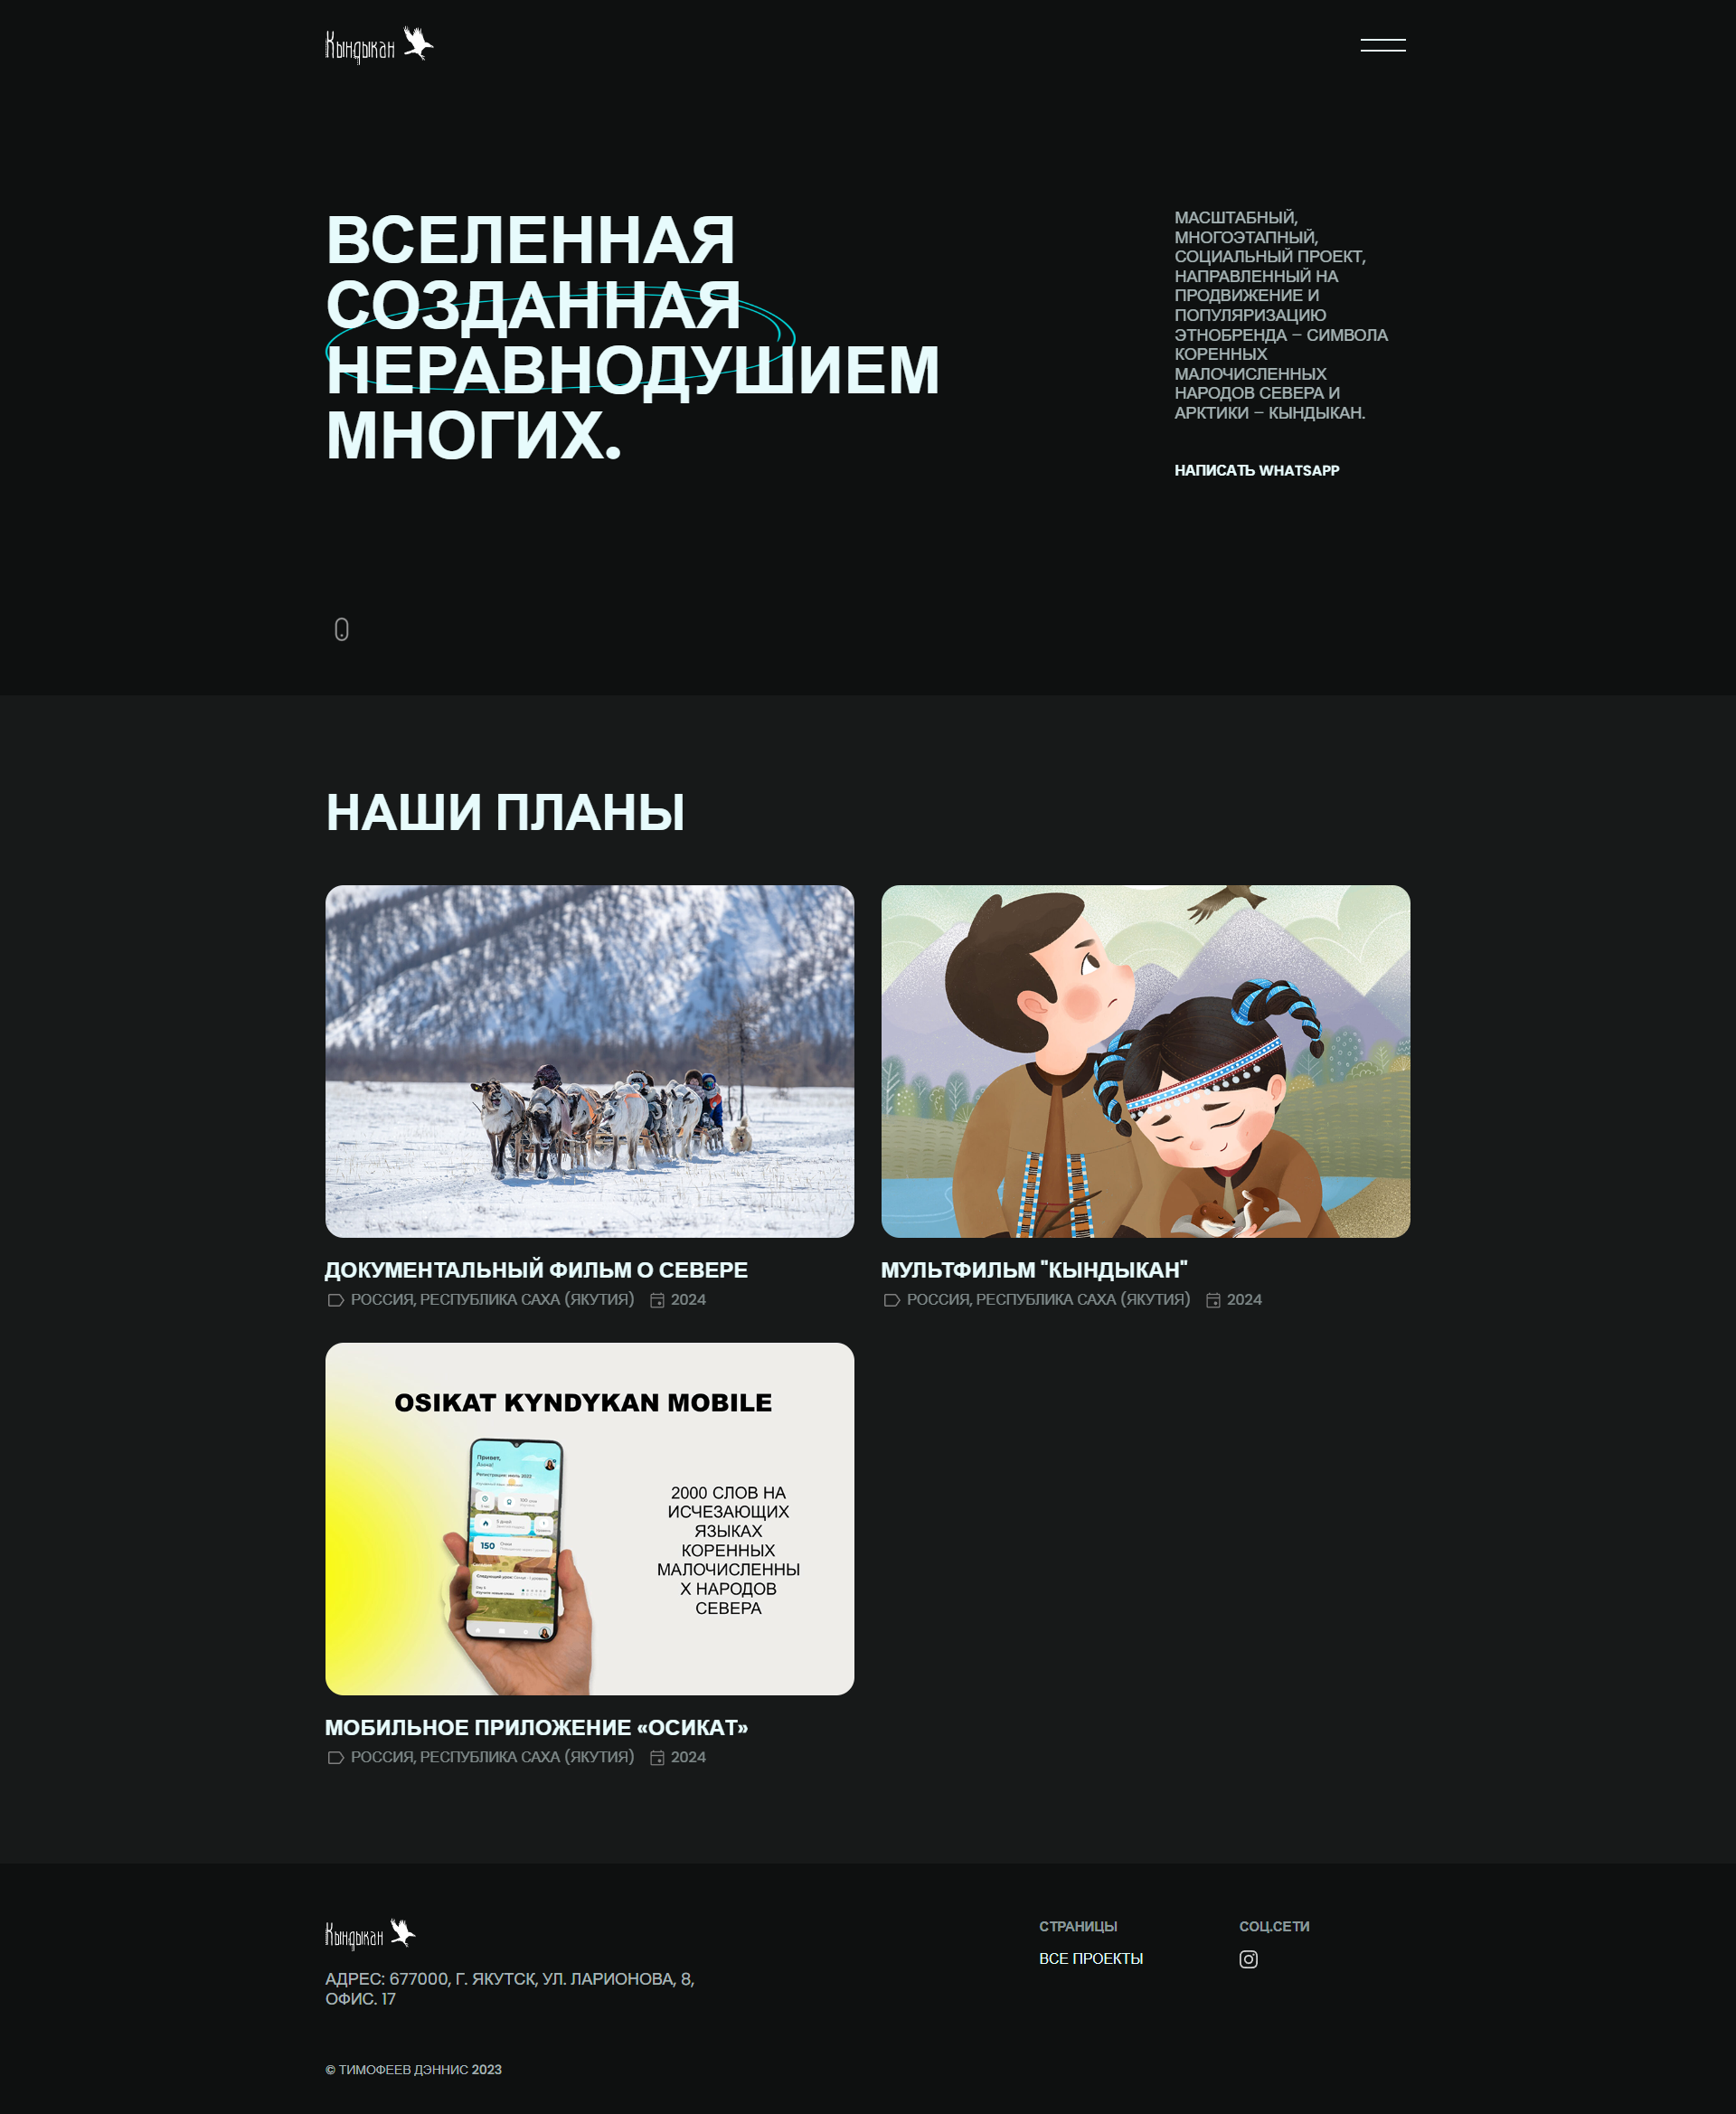 Кындыкан
ВСЕЛЕННАЯ
СОЗДАННАЯ
НЕРАВНОДУШИЕМ
МНОГИХ.
МАСШТАБНЫЙ,
МНОГОЭТАПНЫЙ,
СОЦИАЛЬНЫЙ ПРОЕКТ,
НАПРАВЛЕННЫЙ НА
ПРОДВИЖЕНИЕ И
ПОПУЛЯРИЗАЦИЮ
ЭТНОБРЕНДА – СИМВОЛА
КОРЕННЫХ
МАЛОЧИСЛЕННЫХ
НАРОДОВ СЕВЕРА И
АРКТИКИ – КЫНДЫКАН.
НАПИСАТЬ WHATSAPP
НАШИ ПЛАНЫ
ДОКУМЕНТАЛЬНЫЙ ФИЛЬМ О СЕВЕРЕ
РОССИЯ, РЕСПУБЛИКА САХА (ЯКУТИЯ) 2024
МУЛЬТФИЛЬМ "КЫНДЫКАН"
РОССИЯ, РЕСПУБЛИКА САХА (ЯКУТИЯ) 2024
OSIKAT KYNDYKAN MOBILE
Привет,
150
2000 СЛОВ НА
ИСЧЕЗАЮЩИХ
ЯЗЫКАХ
КОРЕННЫХ
МАЛОЧИСЛЕННЫ
Х НАРОДОВ
СЕВЕРА
МОБИЛЬНОЕ ПРИЛОЖЕНИЕ «ОСИКАТ»
РОССИЯ, РЕСПУБЛИКА САХА (ЯКУТИЯ) 2024
Кындыкан
АДРЕС: 677000, Г. ЯКУТСК, УЛ. ЛАРИОНОВА, 8,
ОФИС. 17
СТРАНИЦЫ
ВСЕ ПРОЕКТЫ
СОЦ.СЕТИ
© ТИМОФЕЕВ ДЭННИС 2023